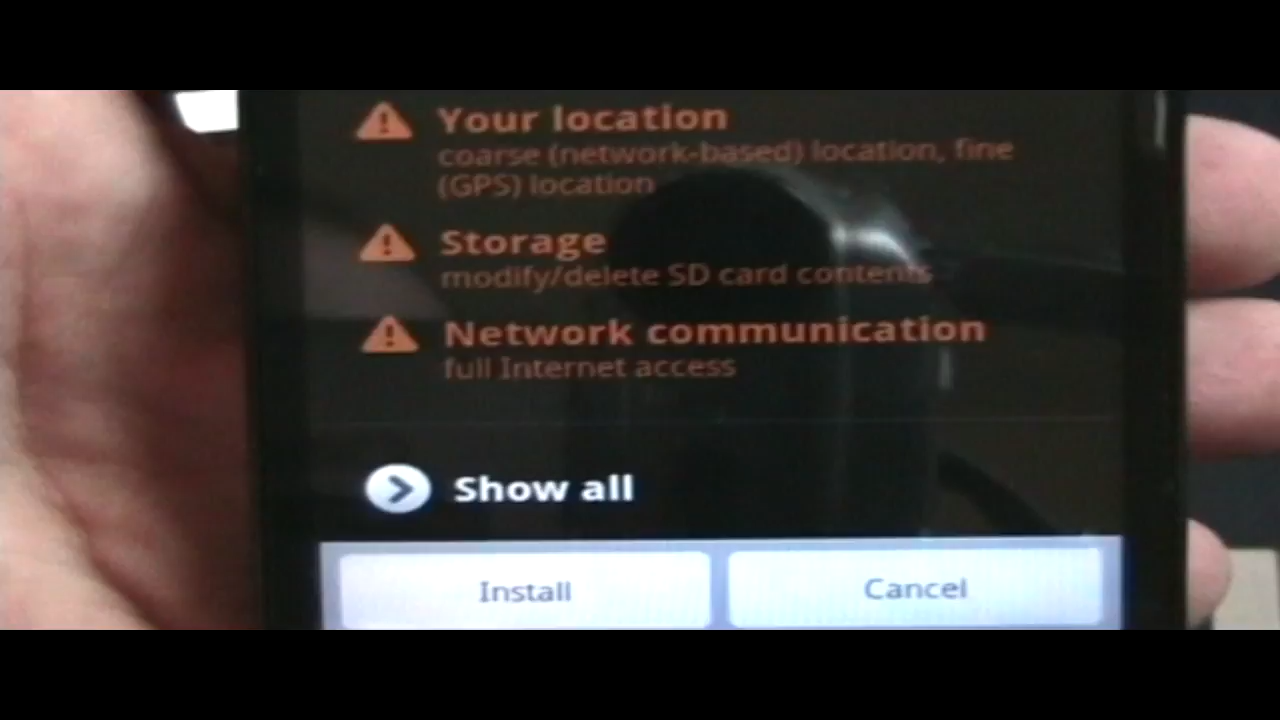 Your location
coarse (network-based) location, fine
(GPS) location
Storage
modify/delete SD card contents
Network communication
full Internet access
Show all
Install
Cancel